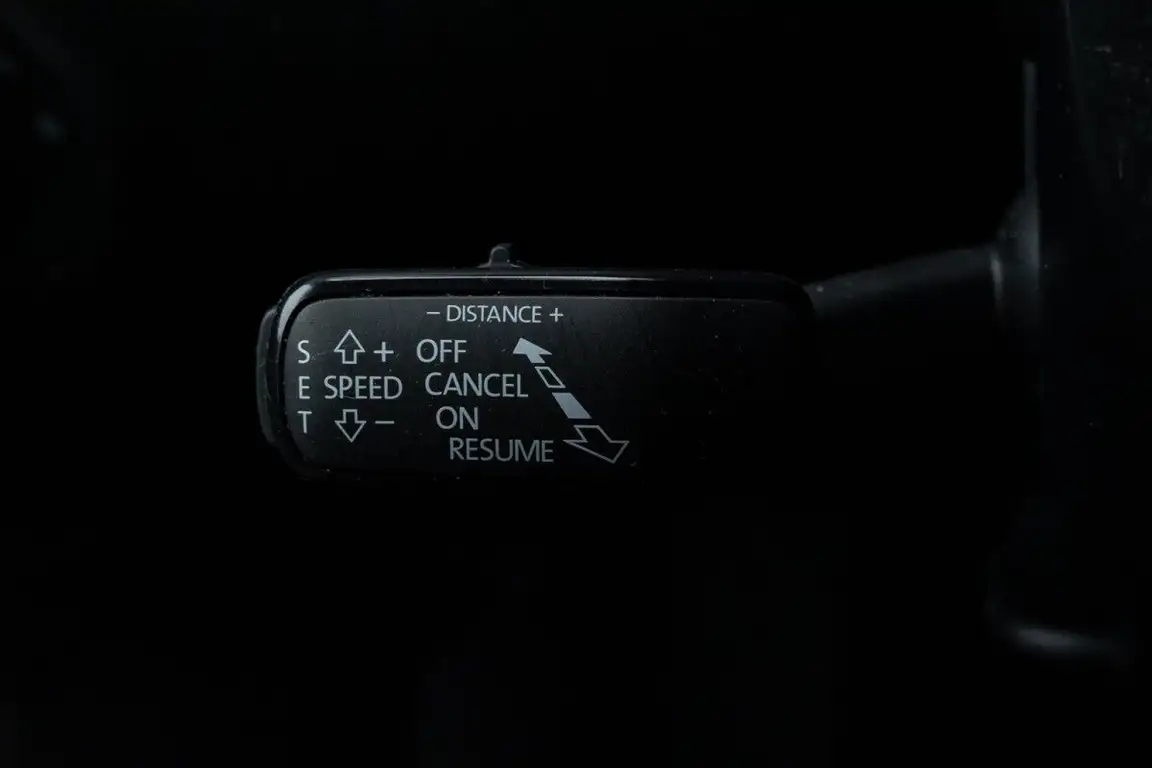 − DISTANCE +
S + OFF
E SPEED CANCEL
T − ON
RESUME